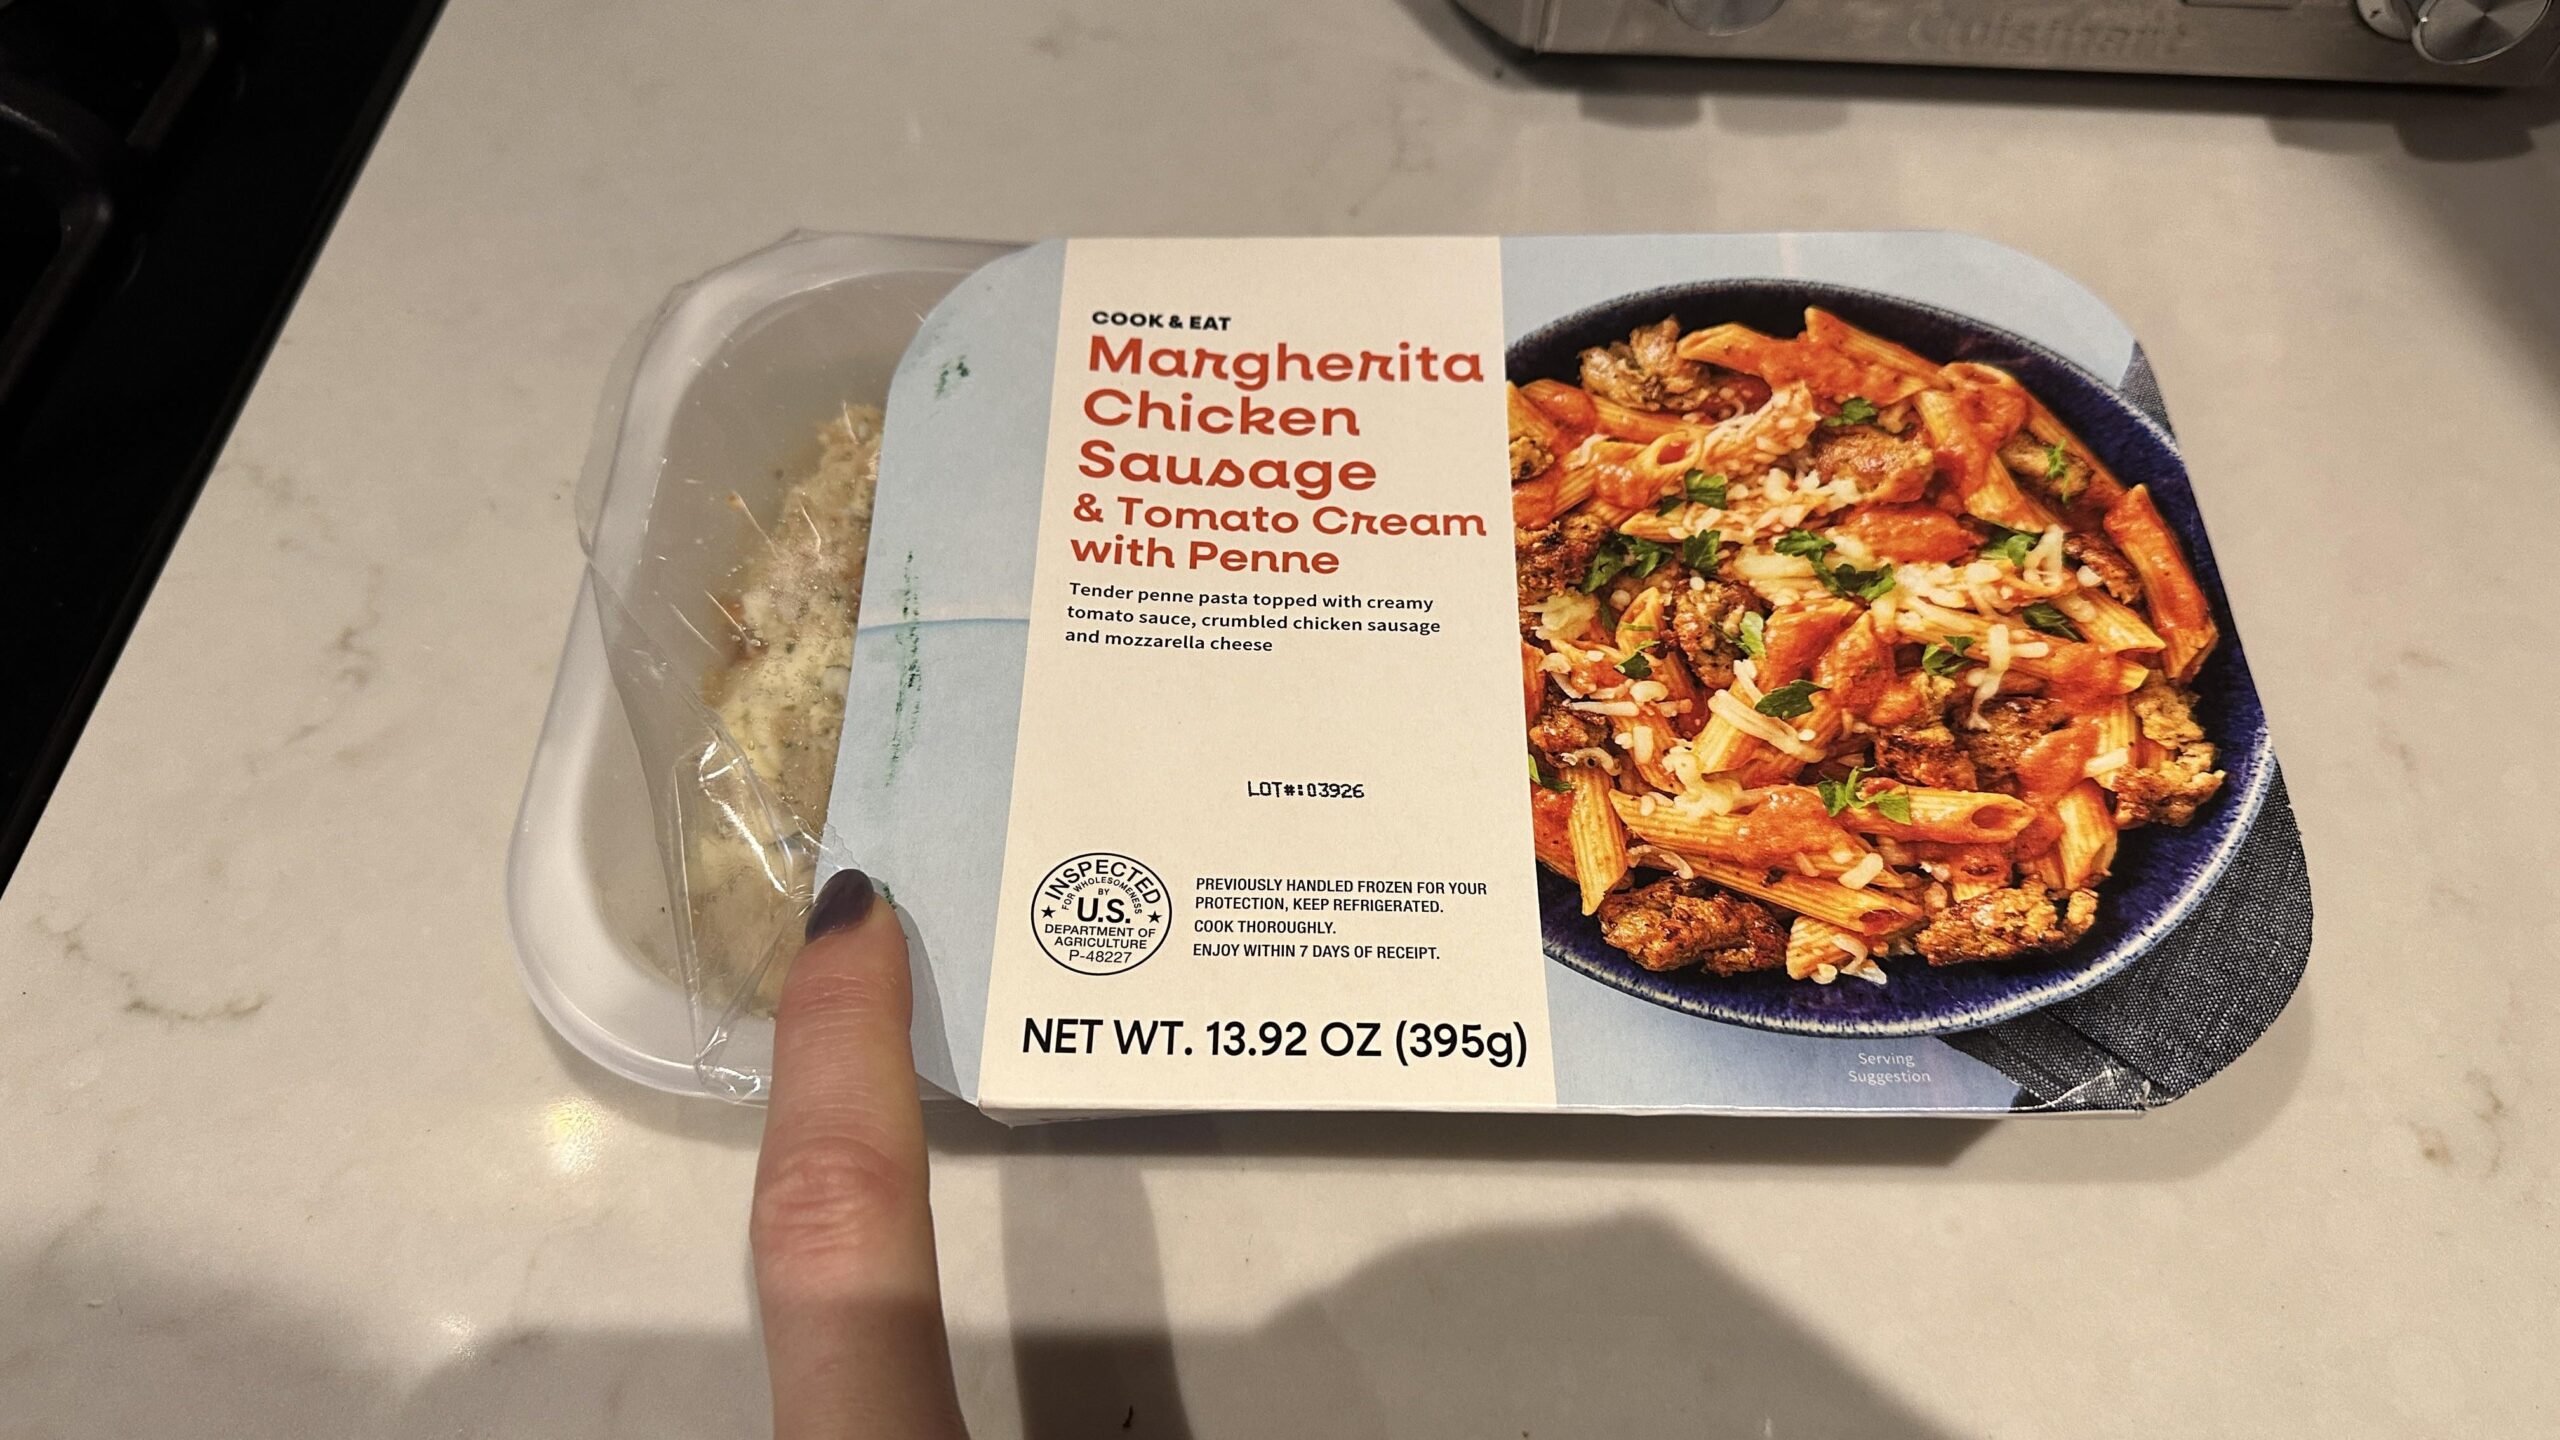 Cuisinart
COOK & EAT
Margherita
Chicken
Sausage
& Tomato Cream
with Penne
Tender penne pasta topped with creamy
tomato sauce, crumbled chicken sausage
and mozzarella cheese
LOT#:03926
INSPECTED
FOR WHOLESOMENESS
BY
U.S.
DEPARTMENT OF
AGRICULTURE
P-48227
PREVIOUSLY HANDLED FROZEN FOR YOUR
PROTECTION, KEEP REFRIGERATED.
COOK THOROUGHLY.
ENJOY WITHIN 7 DAYS OF RECEIPT.
NET WT. 13.92 OZ (395g)
Serving
Suggestion